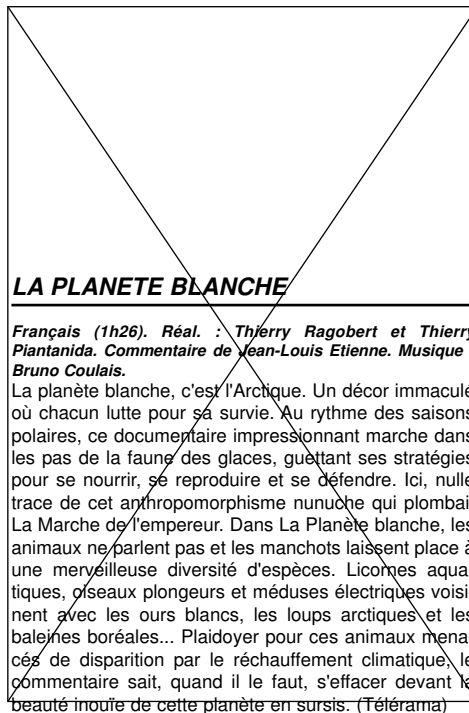 LA PLANETE BLANCHE
Français (1h26). Réal. : Thierry Ragobert et Thierry
Piantanida. Commentaire de Jean-Louis Etienne. Musique
Bruno Coulais.
La planète blanche, c'est l'Arctique. Un décor immaculé
où chacun lutte pour sa survie. Au rythme des saisons
polaires, ce documentaire impressionnant marche dans
les pas de la faune des glaces, guettant ses stratégies
pour se nourrir, se reproduire et se défendre. Ici, nulle
trace de cet anthropomorphisme nunuche qui plombai
La Marche de l'empereur. Dans La Planète blanche, les
animaux ne parlent pas et les manchots laissent place à
une merveilleuse diversité d'espèces. Licornes aqua
tiques, oiseaux plongeurs et méduses électriques voisi
nent avec les ours blancs, les loups arctiques et les
baleines boréales... Plaidoyer pour ces animaux mena
cés de disparition par le réchauffement climatique, le
commentaire sait, quand il le faut, s'effacer devant la
beauté inouïe de cette planète en sursis. (Télérama)